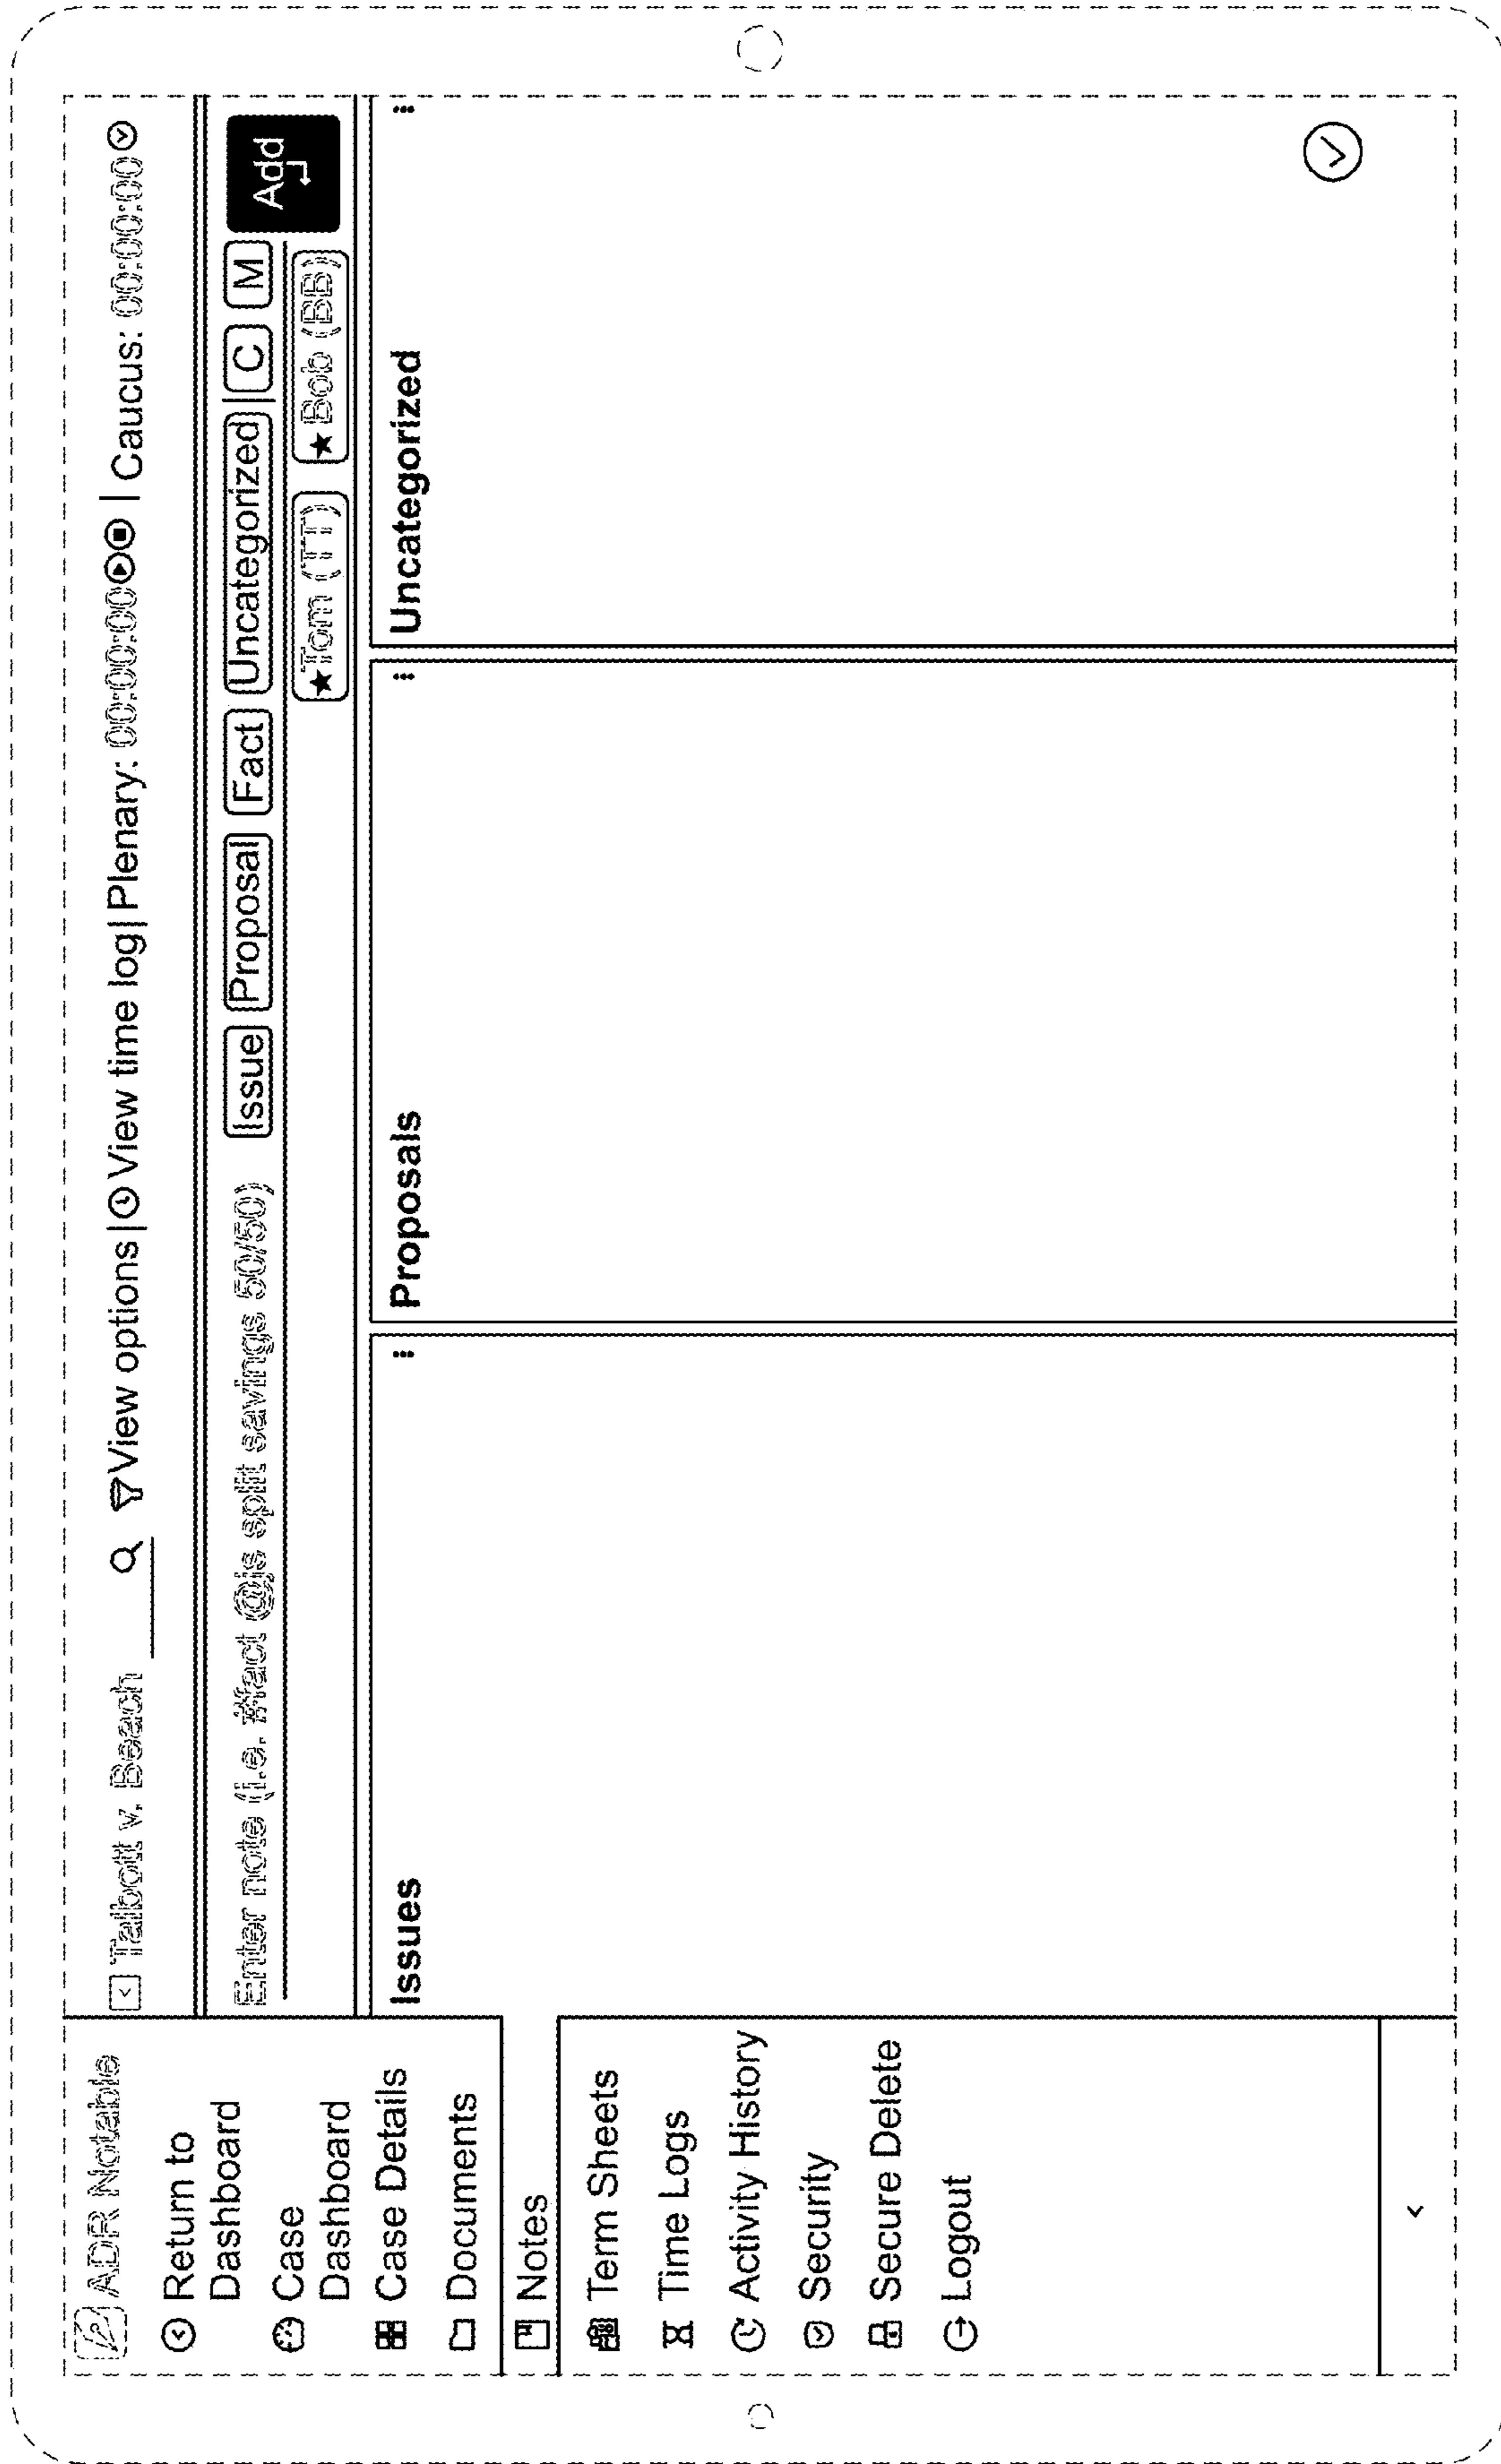 ADR Notable
Return to
Dashboard
Case
Dashboard
Case Details
Documents
Notes
Term Sheets
Time Logs
Activity History
Security
Secure Delete
Logout
Talbott v. Beach View options | View time log | Plenary: 00:00:00 | Caucus: 00:00:00
Enter note (i.e. #fact @js split savings 50/50) Issue Proposal Fact Uncategorized | C M Add
★Tom (TT) ★ Bob (BB)
Issues
Proposals
Uncategorized